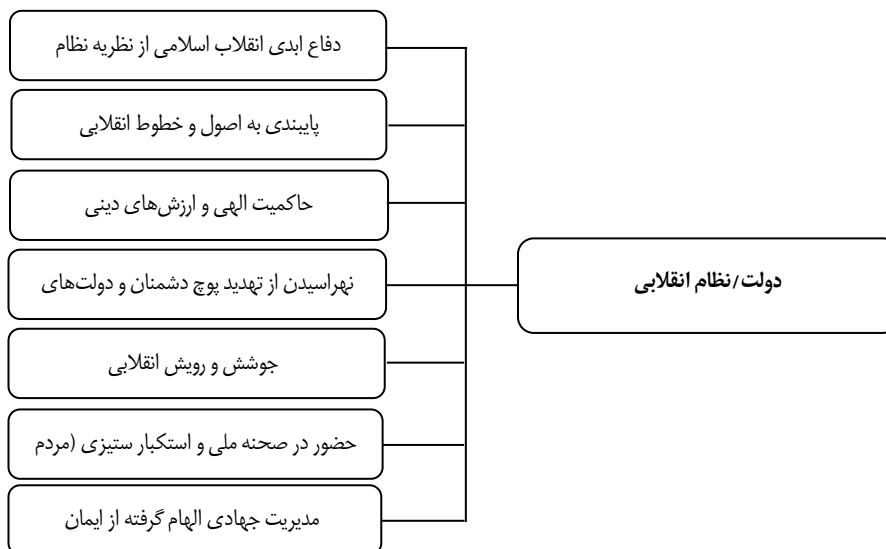 دفاع ابدی انقلاب اسلامی از نظریه نظام
پایبندی به اصول و خطوط انقلابی
حاکمیت الهی و ارزش‌های دینی
دولت/نظام انقلابی
نهراسیدن از تهدید پوچ دشمنان و دولت‌های
جوشش و رویش انقلابی
حضور در صحنه ملی و استکبار ستیزی (مردم
مدیریت جهادی الهام گرفته از ایمان